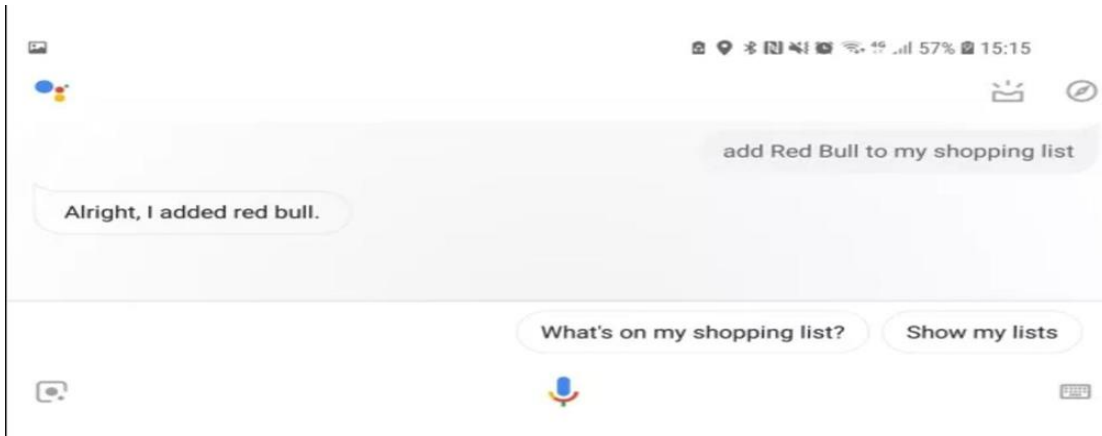 4G 57% 15:15
add Red Bull to my shopping list
Alright, I added red bull.
What's on my shopping list?
Show my lists